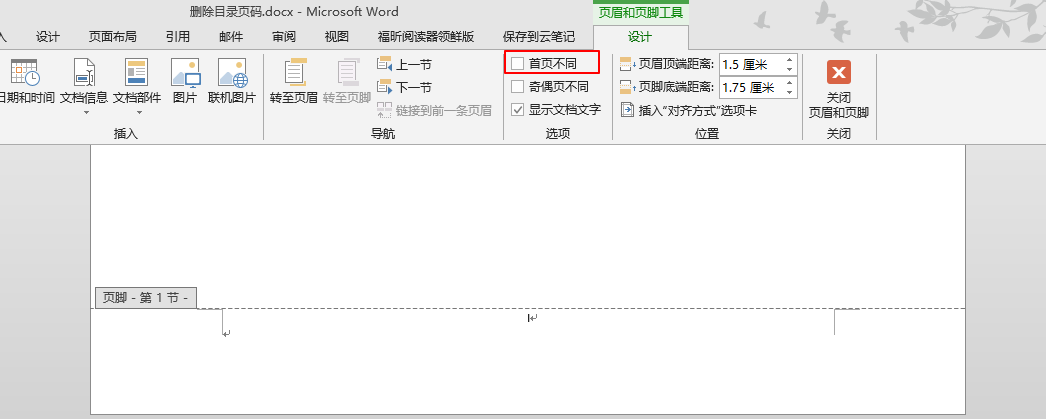 删除目录页码.docx - Microsoft Word
页眉和页脚工具
设计 页面布局 引用 邮件 审阅 视图 福昕阅读器领鲜版 保存到云笔记 设计
上一节
下一节
链接到前一条页眉
日期和时间 文档信息 文档部件 图片 联机图片
转至页眉 转至页脚
首页不同
奇偶页不同
显示文档文字
页眉顶端距离: 1.5 厘米
页脚底端距离: 1.75 厘米
插入“对齐方式”选项卡
关闭
页眉和页脚
插入 导航 选项 位置 关闭
页脚 - 第 1 节 -